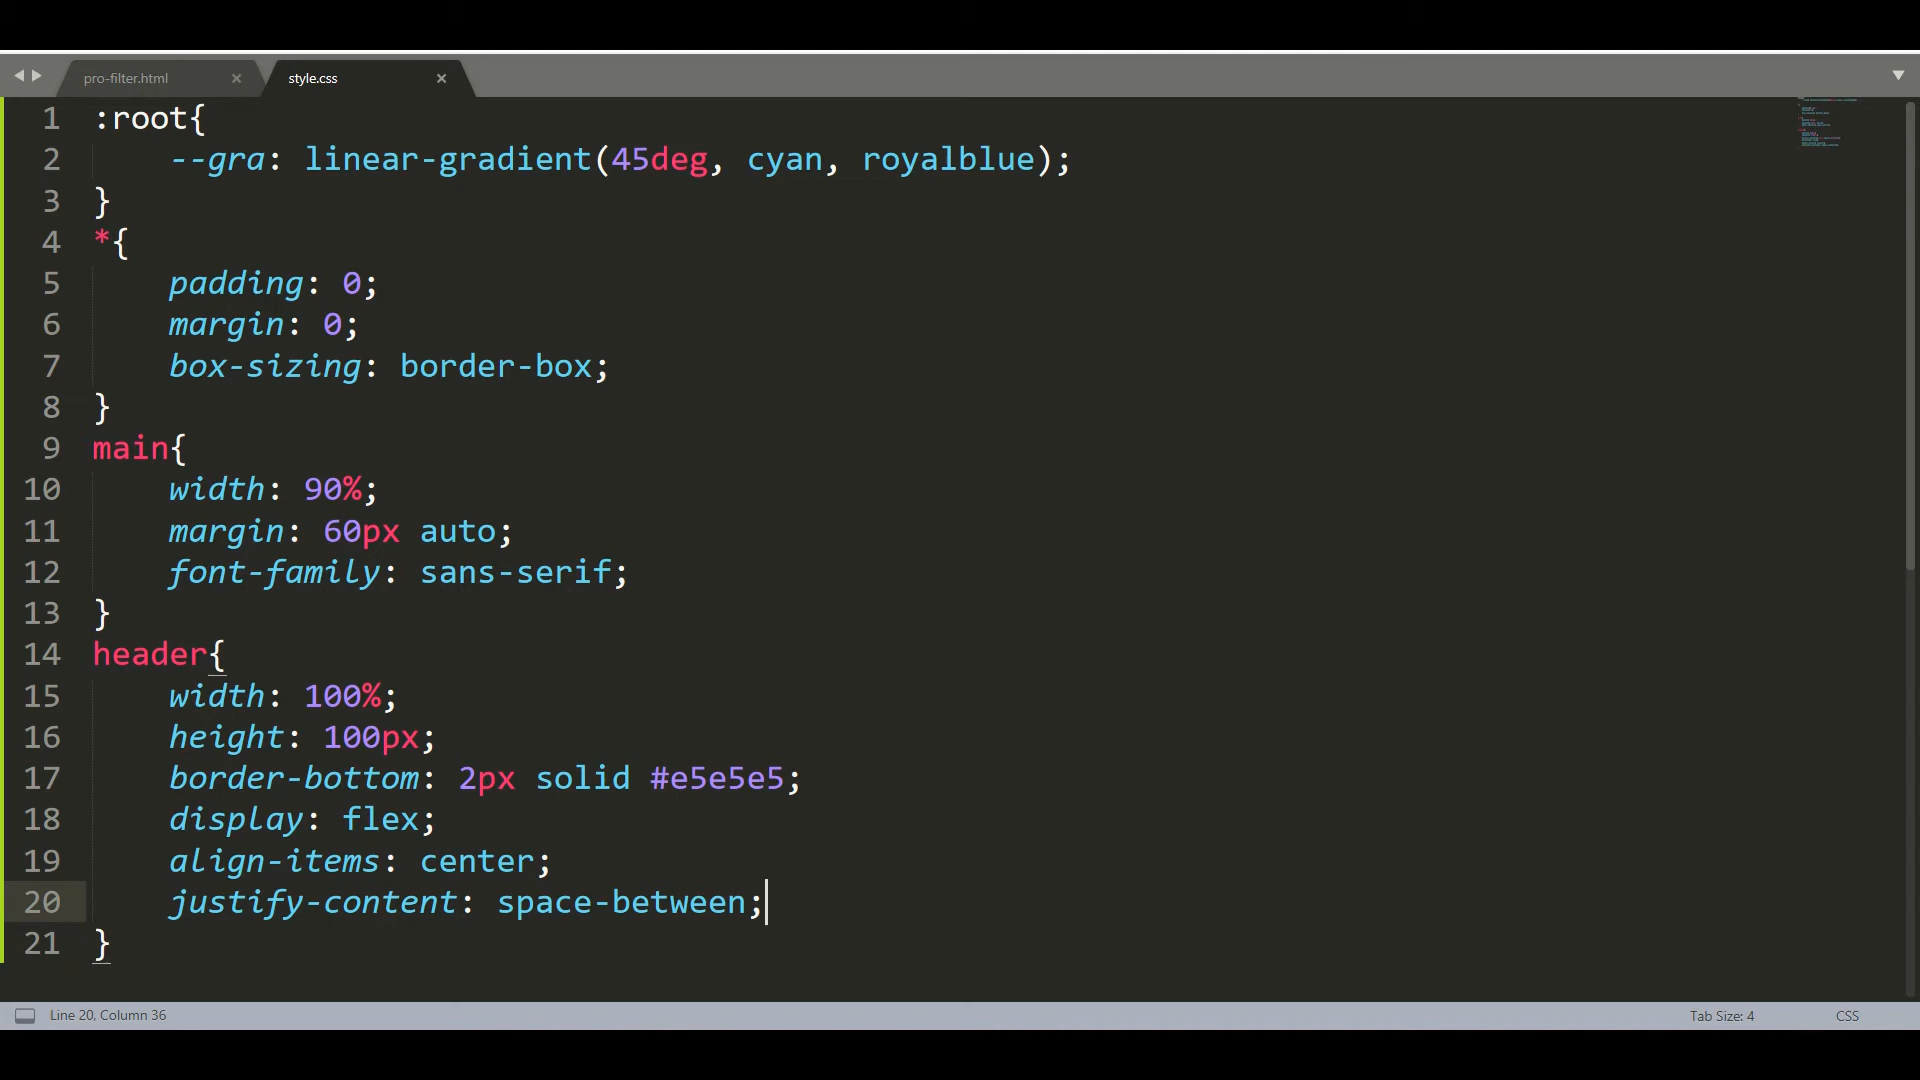 pro-filter.html × style.css ×
1 :root{
2 --gra: linear-gradient(45deg, cyan, royalblue);
3 }
4 *{
5 padding: 0;
6 margin: 0;
7 box-sizing: border-box;
8 }
9 main{
10 width: 90%;
11 margin: 60px auto;
12 font-family: sans-serif;
13 }
14 header{
15 width: 100%;
16 height: 100px;
17 border-bottom: 2px solid #e5e5e5;
18 display: flex;
19 align-items: center;
20 justify-content: space-between;
21 }
Line 20, Column 36 Tab Size: 4 CSS